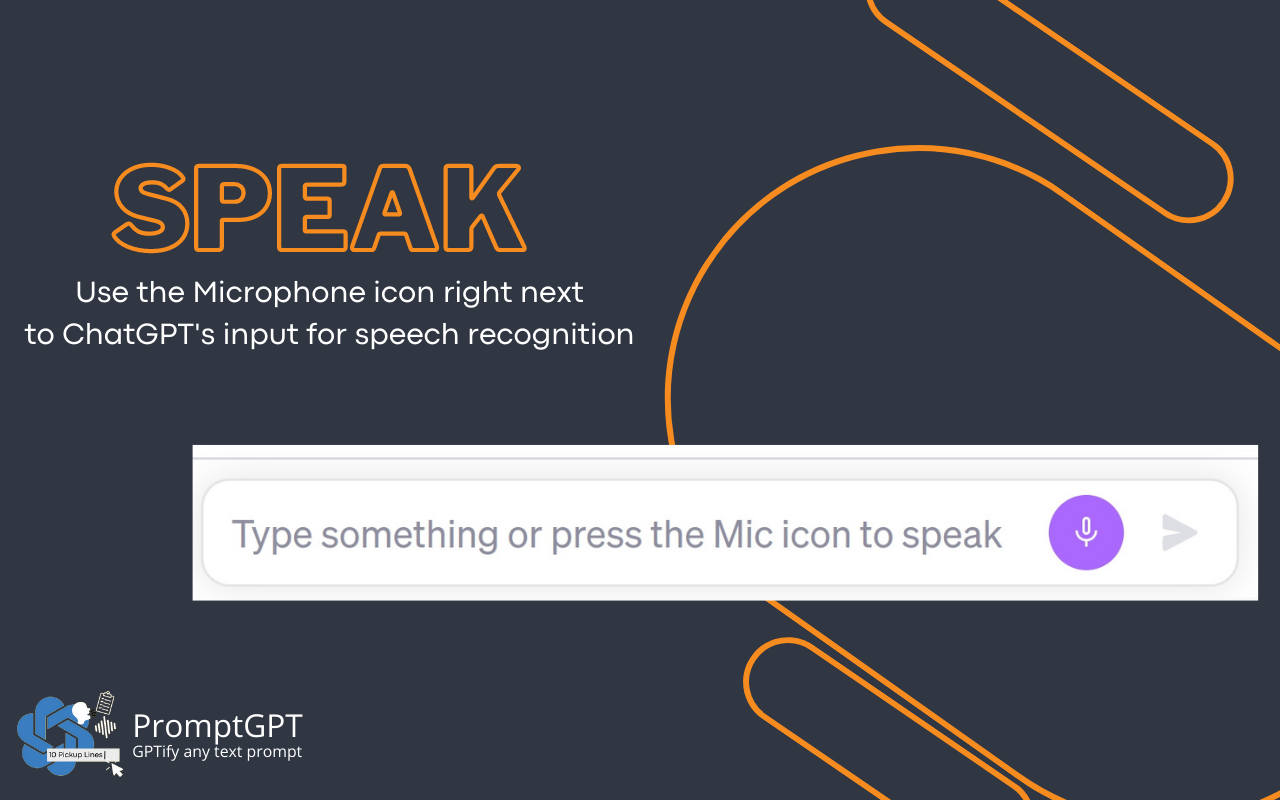 SPEAK
Use the Microphone icon right next
to ChatGPT's input for speech recognition
Type something or press the Mic icon to speak
PromptGPT
GPTify any text prompt
10 Pickup Lines|